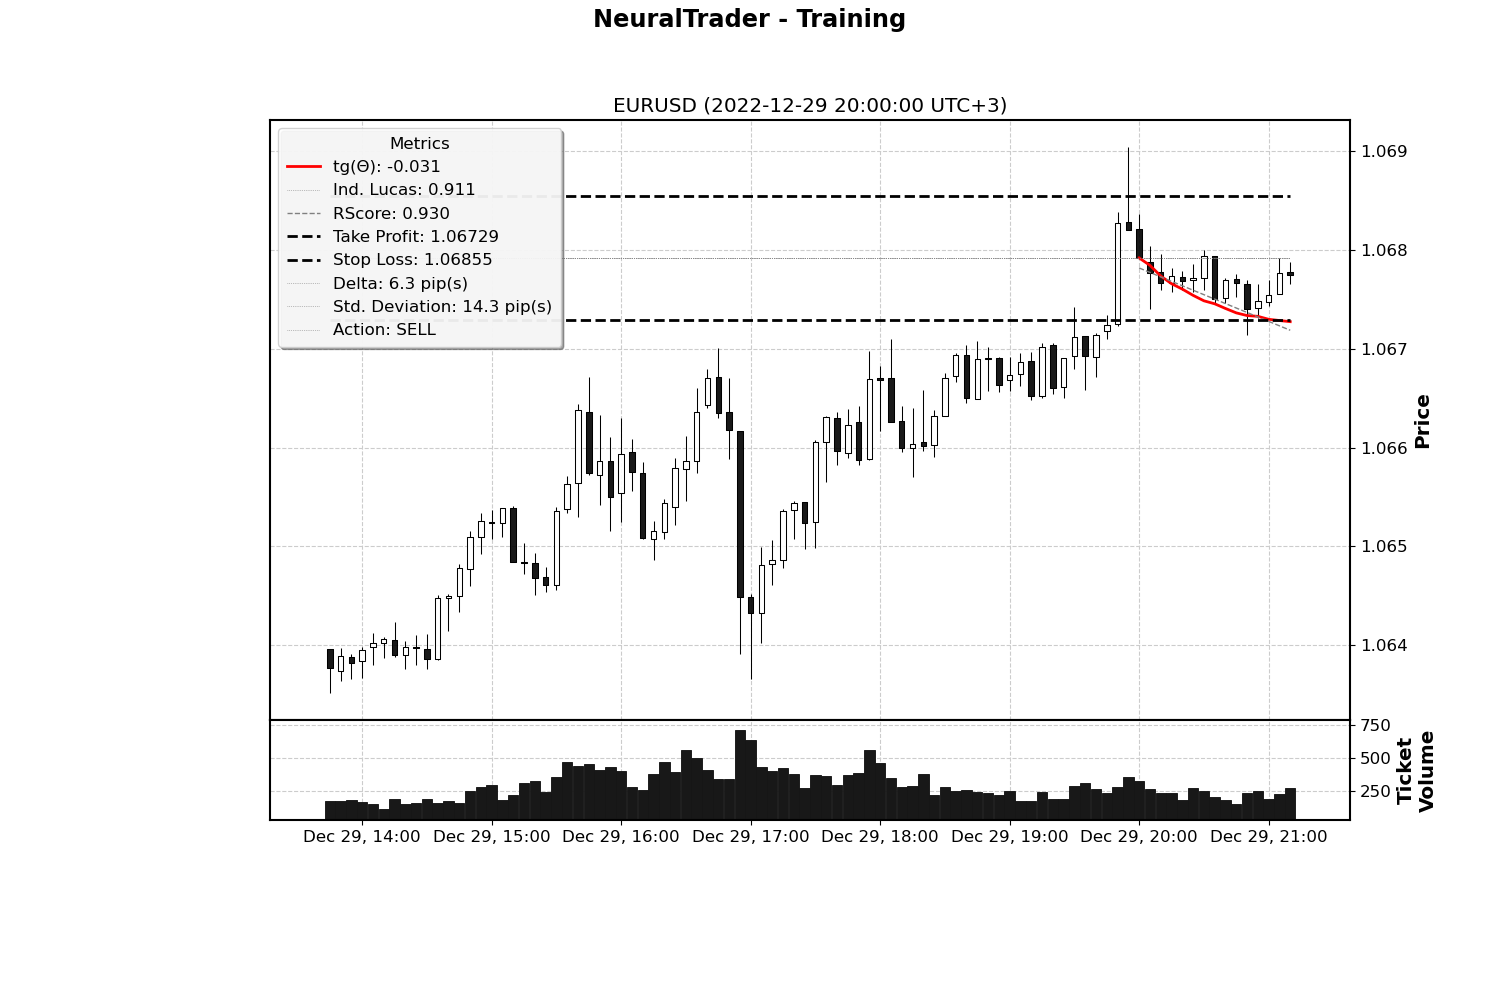 NeuralTrader - Training
EURUSD (2022-12-29 20:00:00 UTC+3)
Metrics
tg(Θ): -0.031
Ind. Lucas: 0.911
RScore: 0.930
Take Profit: 1.06729
Stop Loss: 1.06855
Delta: 6.3 pip(s)
Std. Deviation: 14.3 pip(s)
Action: SELL
1.069
1.068
1.067
1.066
1.065
1.064
Price
750
500
250
Ticket
Volume
Dec 29, 14:00
Dec 29, 15:00
Dec 29, 16:00
Dec 29, 17:00
Dec 29, 18:00
Dec 29, 19:00
Dec 29, 20:00
Dec 29, 21:00